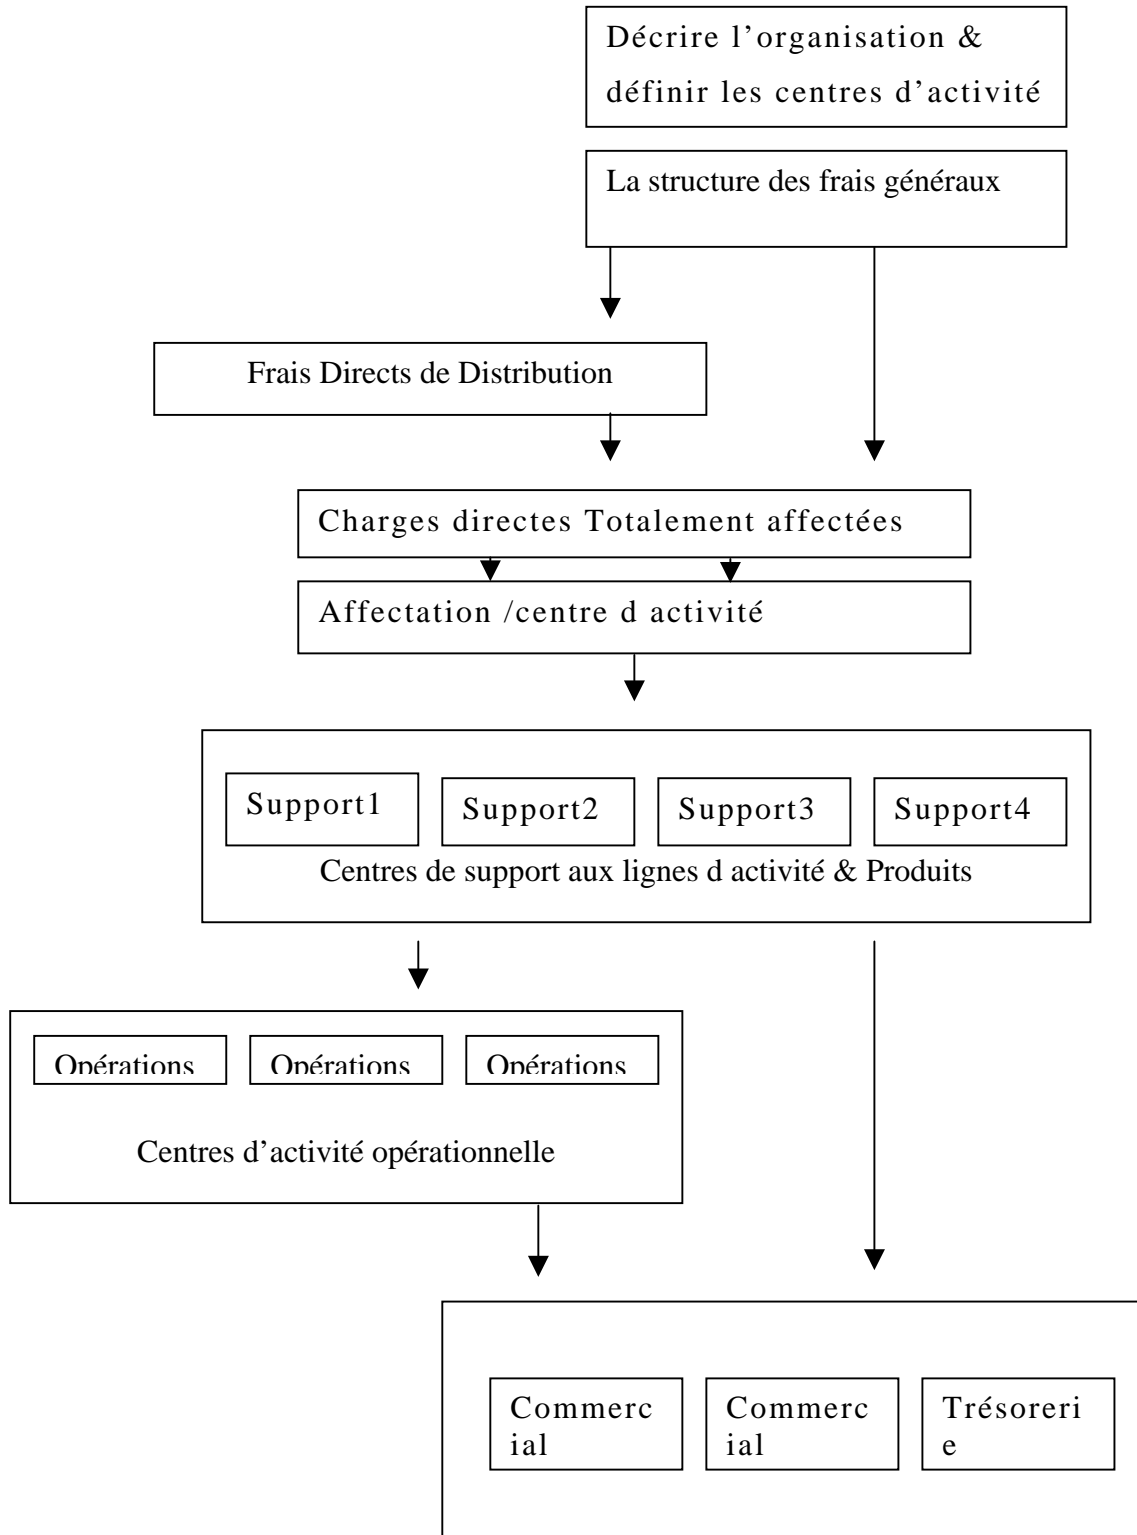 Décrire l’organisation &
définir les centres d’activité
La structure des frais généraux
Frais Directs de Distribution
Charges directes Totalement affectées
Affectation /centre d activité
Support1
Support2
Support3
Support4
Centres de support aux lignes d activité & Produits
Opérations
Opérations
Opérations
Centres d’activité opérationnelle
Commerc
ial
Commerc
ial
Trésoreri
e